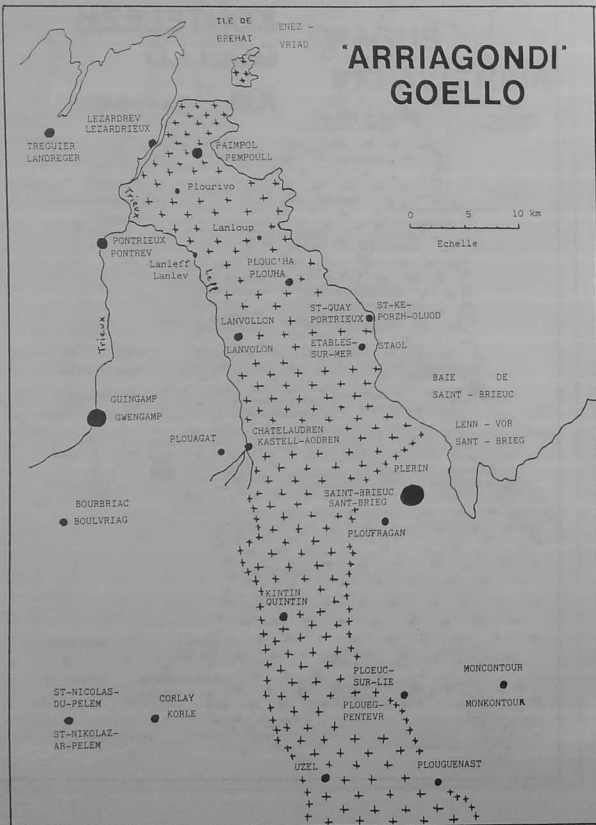 ILE DE
BREHAT
ENEZ -
VRIAD
"ARRIAGONDI"
GOELLO
LEZARDREV
LEZARDRIEUX
TREGUIER
LANDREGER
PAIMPOL
PEMPOULL
Plourivo
Trieux
0 5 10 km
Echelle
Lanloup
PONTRIEUX
PONTREV
Lanleff
Lanlev
Leff
PLOUC'HA
PLOUHA
Trieux
ST-QUAY
PORTRIEUX
ST-KE-
PORZH-OLUOD
LANVOLLON
LANVOLON
ETABLES-
SUR-MER
STAOL
BAIE DE
SAINT - BRIEUC
GUINGAMP
GWENGAMP
LENN - VOR
SANT - BRIEG
CHATELAUDREN
KASTELL-AODREN
PLOUAGAT
PLERIN
SAINT-BRIEUC
SANT-BRIEG
BOURBRIAC
BOULVRIAG
PLOUFRAGAN
KINTIN
QUINTIN
PLOEUC-
SUR-LIE
PLOUEG-
PENTEVR
MONCONTOUR
MONKONTOUR
ST-NICOLAS-
DU-PELEM
ST-NIKOLAZ-
AR-PELEM
CORLAY
KORLE
UZEL
PLOUGUENAST